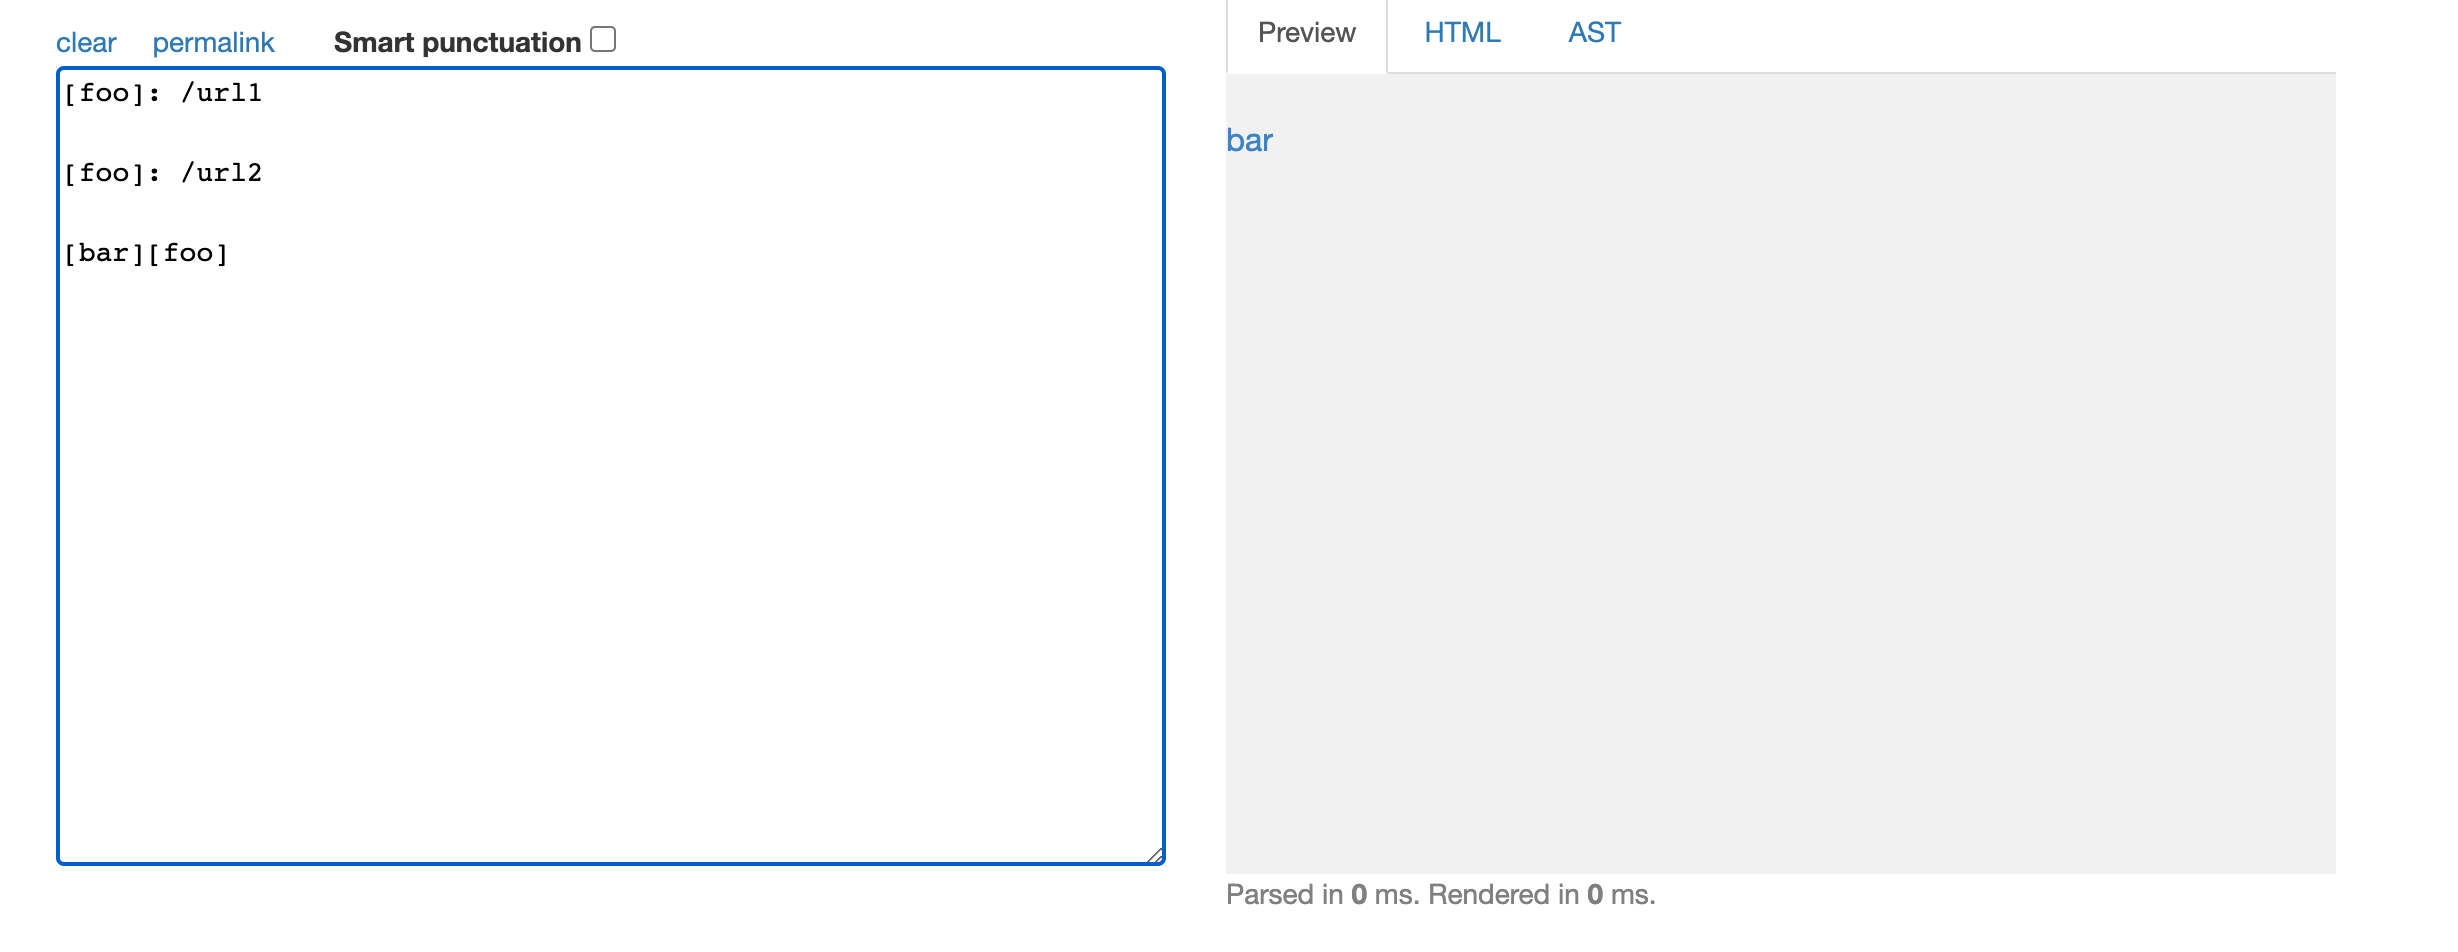 clear permalink Smart punctuation
[foo]: /url1
[foo]: /url2
[bar][foo]
Preview HTML AST
bar
Parsed in 0 ms. Rendered in 0 ms.